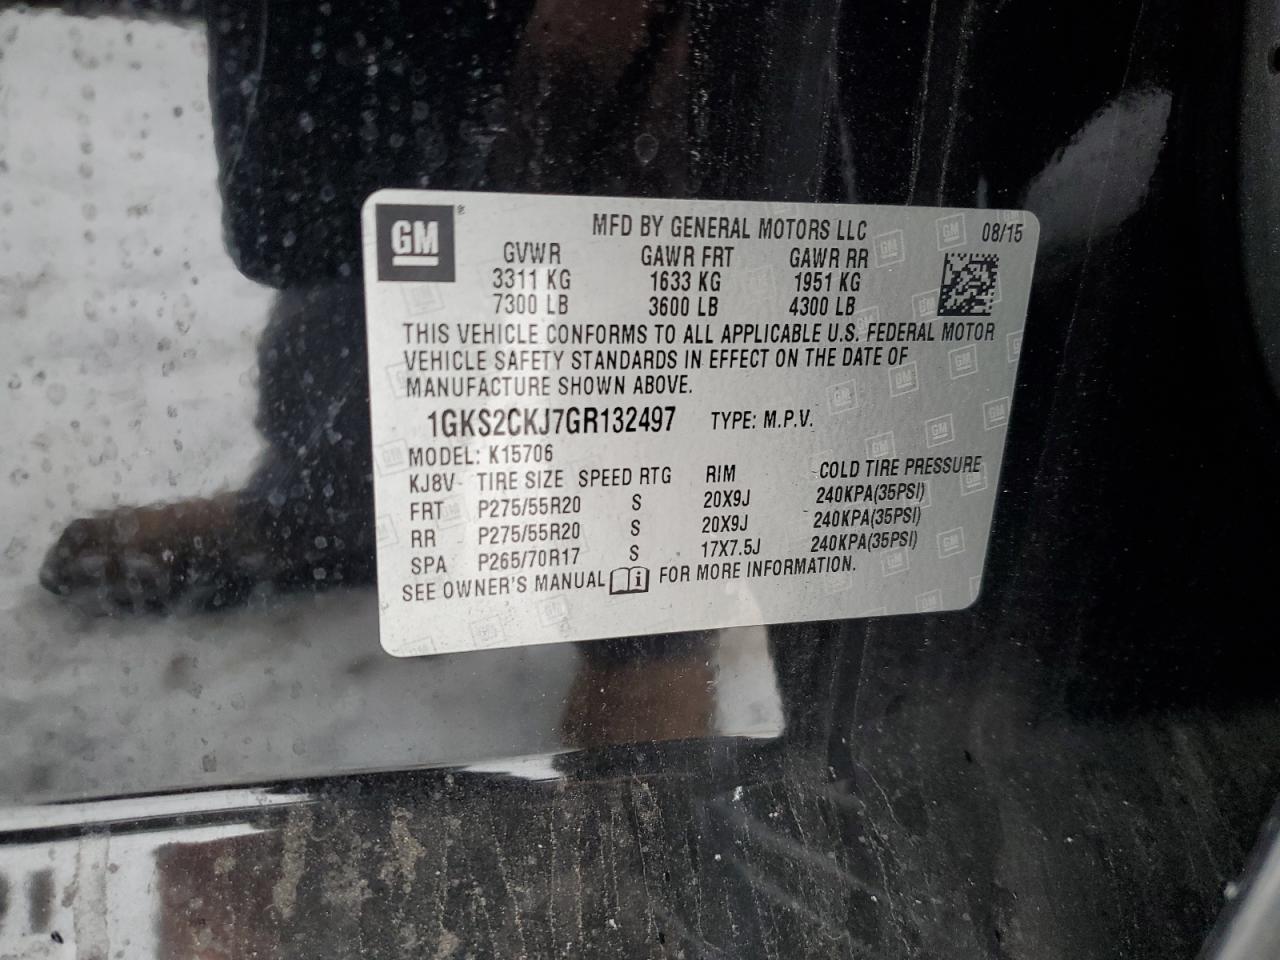 GM® MFD BY GENERAL MOTORS LLC 08/15
GVWR GAWR FRT GAWR RR
3311 KG 1633 KG 1951 KG
7300 LB 3600 LB 4300 LB
THIS VEHICLE CONFORMS TO ALL APPLICABLE U.S. FEDERAL MOTOR
VEHICLE SAFETY STANDARDS IN EFFECT ON THE DATE OF
MANUFACTURE SHOWN ABOVE.
1GKS2CKJ7GR132497 TYPE: M.P.V.
MODEL: K15706
KJ8V- TIRE SIZE SPEED RTG RIM COLD TIRE PRESSURE
FRT P275/55R20 S 20X9J 240KPA(35PSI)
RR P275/55R20 S 20X9J 240KPA(35PSI)
SPA P265/70R17 S 17X7.5J 240KPA(35PSI)
SEE OWNER'S MANUAL i FOR MORE INFORMATION.